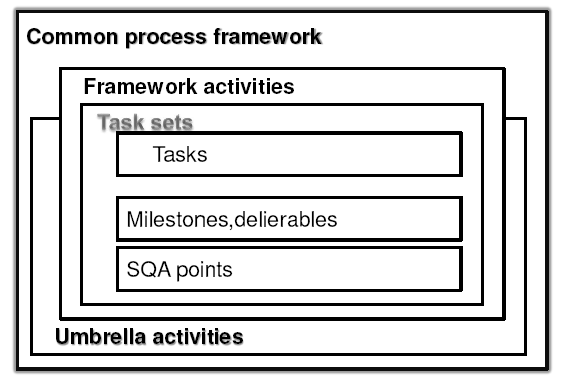 Common process framework
Framework activities
Task sets
Tasks
Milestones,delierables
SQA points
Umbrella activities